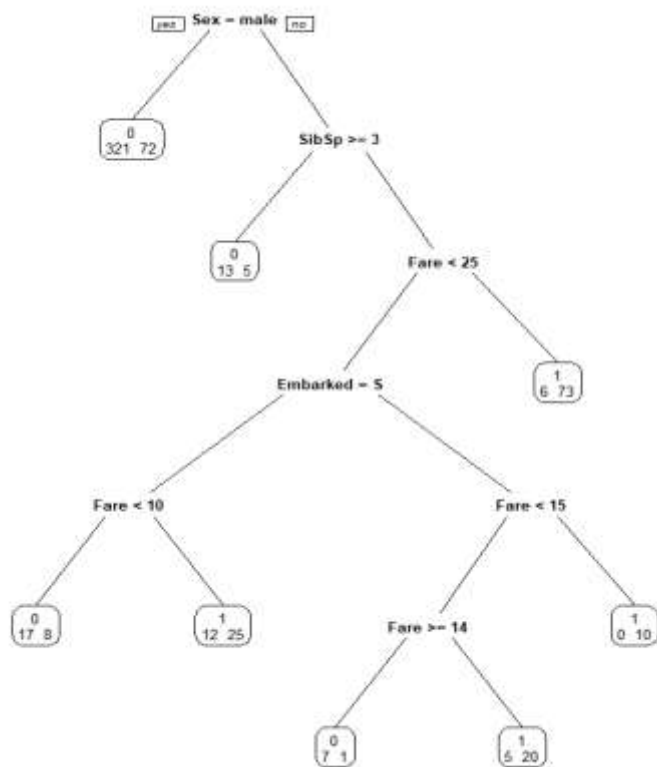 yes Sex = male no
0
321 72
SibSp >= 3
0
13 5
Fare < 25
1
6 73
Embarked = S
Fare < 10
Fare < 15
0
17 8
1
12 25
Fare >= 14
1
0 10
0
7 1
1
5 20